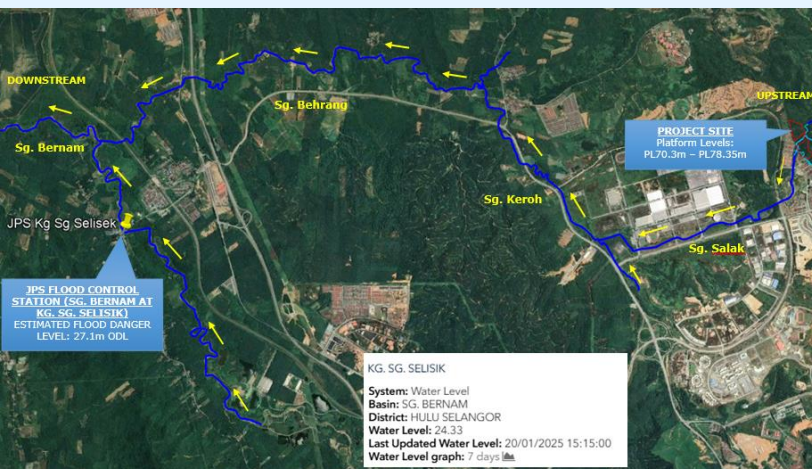 DOWNSTREAM
UPSTREAM
Sg. Behrang
Sg. Bernam
PROJECT SITE
Platform Levels:
PL70.3m – PL78.35m
Sg. Keroh
JPS Kg Sg Selisek
Sg. Salak
JPS FLOOD CONTROL
STATION (SG. BERNAM AT
KG. SG. SELISIK)
ESTIMATED FLOOD DANGER
LEVEL: 27.1m ODL
KG. SG. SELISIK
System: Water Level
Basin: SG. BERNAM
District: HULU SELANGOR
Water Level: 24.33
Last Updated Water Level: 20/01/2025 15:15:00
Water Level graph: 7 days